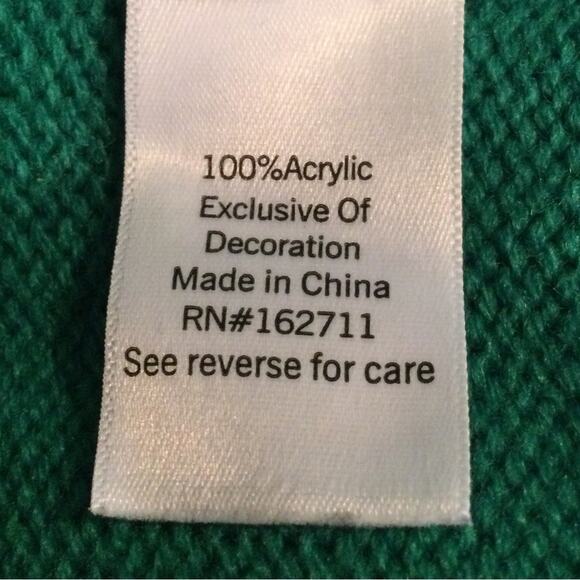 100%Acrylic
Exclusive Of
Decoration
Made in China
RN#162711
See reverse for care